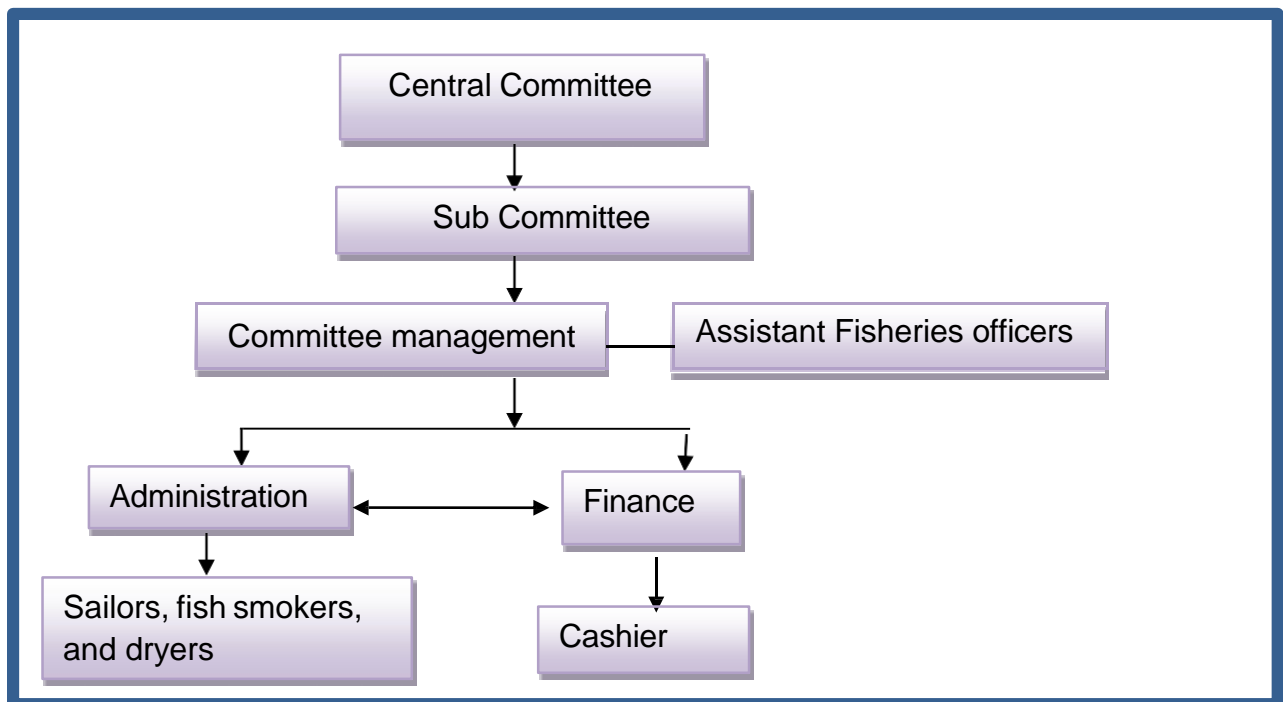 Central Committee
Sub Committee
Committee management
Assistant Fisheries officers
Administration
Finance
Sailors, fish smokers,
and dryers
Cashier